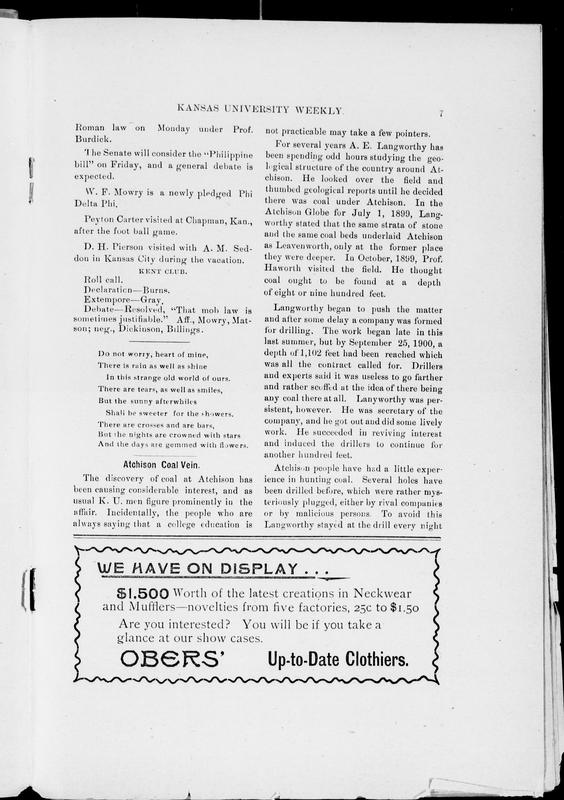 KANSAS UNIVERSITY WEEKLY.
7
Roman law on Monday under Prof.
Burdick.
The Senate will consider the "Philippine
bill" on Friday, and a general debate is
expected.
W. F. Mowry is a newly pledged Phi
Delta Phi.
Peyton Carter visited at Chapman, Kan.,
after the foot ball game.
D. H. Pierson visited with A. M. Sed-
don in Kansas City during the vacation.
KENT CLUB.
Roll call.
Declaration—Burns.
Extempore—Gray.
Debate—Resolved, "That mob law is
sometimes justifiable." Aff., Mowry, Mat-
son; neg., Dickinson, Billings.
Do not worry, heart of mine,
There is rain as well as shine
In this strange old world of ours.
There are tears, as well as smiles,
But the sunny afterwhiles
Shall be sweeter for the showers.
There are crosses and are bars,
But the nights are crowned with stars
And the days are gemmed with flowers.
Atchison Coal Vein.
The discovery of coal at Atchison has
been causing considerable interest, and as
usual K. U. men figure prominently in the
affair. Incidentally, the people who are
always saying that a college education is
not practicable may take a few pointers.
For several years A. E. Langworthy has
been spending odd hours studying the geo-
logical structure of the country around At-
chison. He looked over the field and
thumbed geological reports until he decided
there was coal under Atchison. In the
Atchison Globe for July 1, 1899, Lang-
worthy stated that the same strata of stone
and the same coal beds underlaid Atchison
as Leavenworth, only at the former place
they were deeper. In October, 1899, Prof.
Haworth visited the field. He thought
coal ought to be found at a depth
of eight or nine hundred feet.
Langworthy began to push the matter
and after some delay a company was formed
for drilling. The work began late in this
last summer, but by September 25, 1900, a
depth of 1,102 feet had been reached which
was all the contract called for. Drillers
and experts said it was useless to go farther
and rather scoffed at the idea of there being
any coal there at all. Lanyworthy was per-
sistent, however. He was secretary of the
company, and he got out and did some lively
work. He succeeded in reviving interest
and induced the drillers to continue for
another hundred feet.
Atchison people have had a little exper-
ience in hunting coal. Several holes have
been drilled before, which were rather mys-
teriously plugged, either by rival companies
or by malicious persons. To avoid this
Langworthy stayed at the drill every night
WE HAVE ON DISPLAY . . .
$1.500 Worth of the latest creations in Neckwear
and Mufflers—novelties from five factories, 25c to $1.50
Are you interested? You will be if you take a
glance at our show cases.
OBERS' Up-to-Date Clothiers.